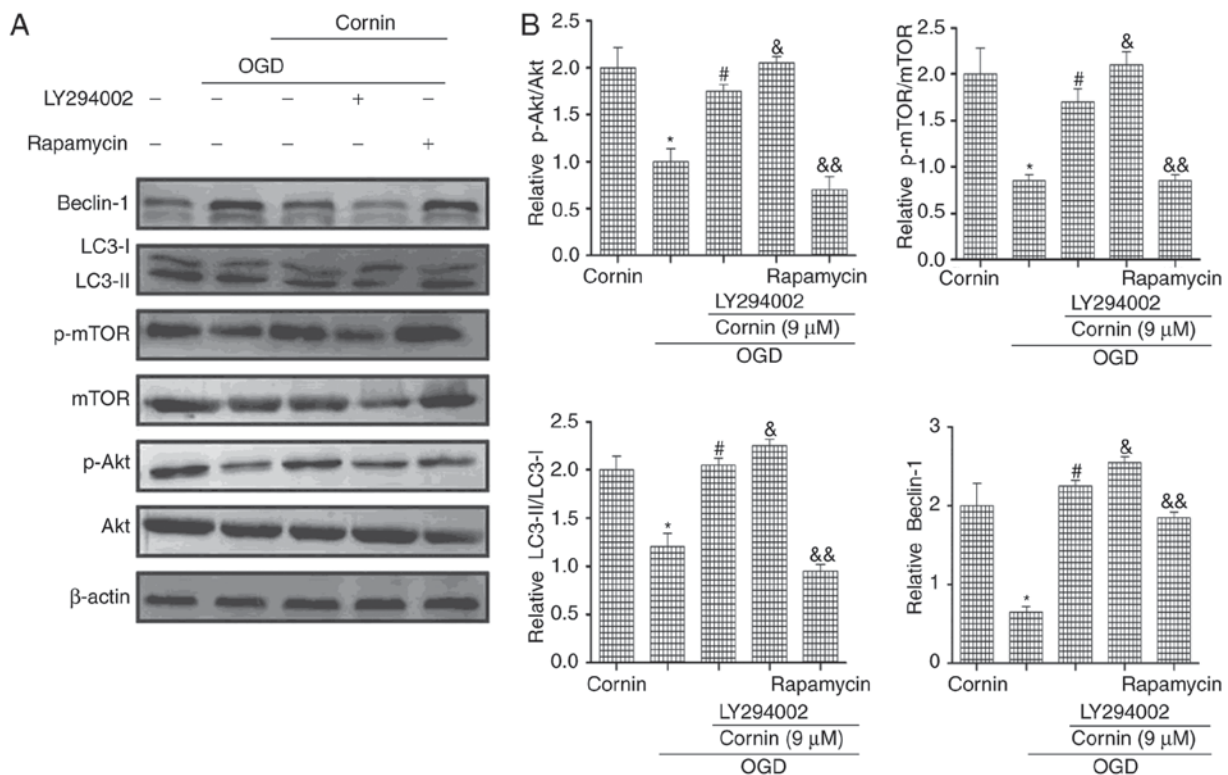 A
Cornin
OGD
LY294002 – – – + –
Rapamycin – – – – +
Beclin-1
LC3-I
LC3-II
p-mTOR
mTOR
p-Akt
Akt
β-actin
B
Relative p-Akt/Akt
2.5
2.0
1.5
1.0
0.5
0.0
*
#
&
&&
Cornin Rapamycin
LY294002
Cornin (9 μM)
OGD
Relative p-mTOR/mTOR
2.5
2.0
1.5
1.0
0.5
0.0
*
#
&
&&
Cornin Rapamycin
LY294002
Cornin (9 μM)
OGD
Relative LC3-II/LC3-I
2.5
2.0
1.5
1.0
0.5
0.0
*
#
&
&&
Cornin Rapamycin
LY294002
Cornin (9 μM)
OGD
Relative Beclin-1
3
2
1
0
*
#
&
&&
Cornin Rapamycin
LY294002
Cornin (9 μM)
OGD